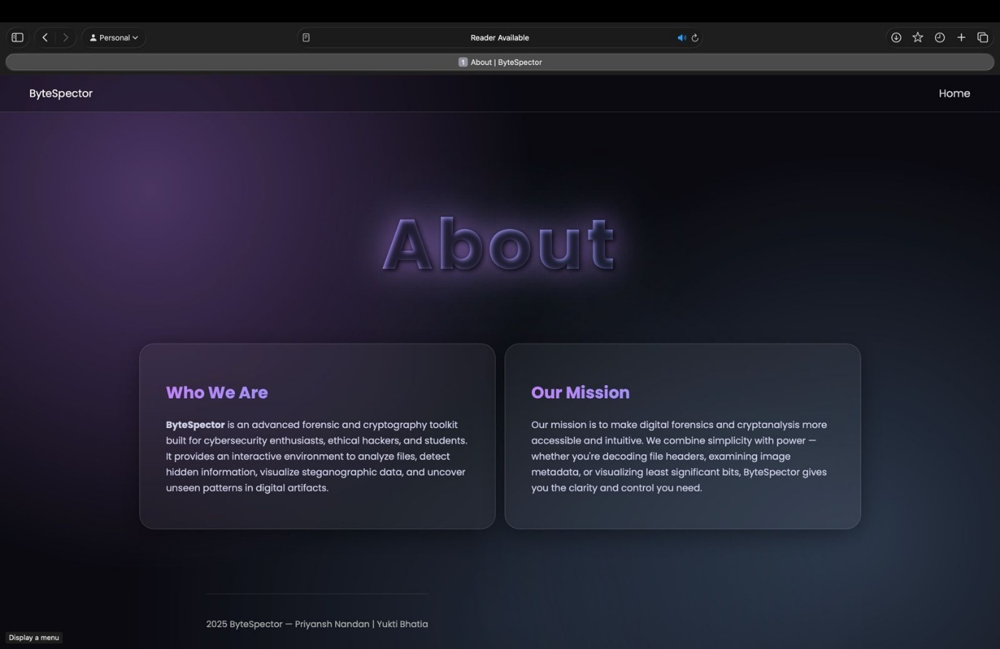 Personal
Reader Available
1 About | ByteSpector
ByteSpector
Home
About
Who We Are
ByteSpector is an advanced forensic and cryptography toolkit
built for cybersecurity enthusiasts, ethical hackers, and students.
It provides an interactive environment to analyze files, detect
hidden information, visualize steganographic data, and uncover
unseen patterns in digital artifacts.
Our Mission
Our mission is to make digital forensics and cryptanalysis more
accessible and intuitive. We combine simplicity with power —
whether you're decoding file headers, examining image
metadata, or visualizing least significant bits, ByteSpector gives
you the clarity and control you need.
2025 ByteSpector — Priyansh Nandan | Yukti Bhatia
Display a menu